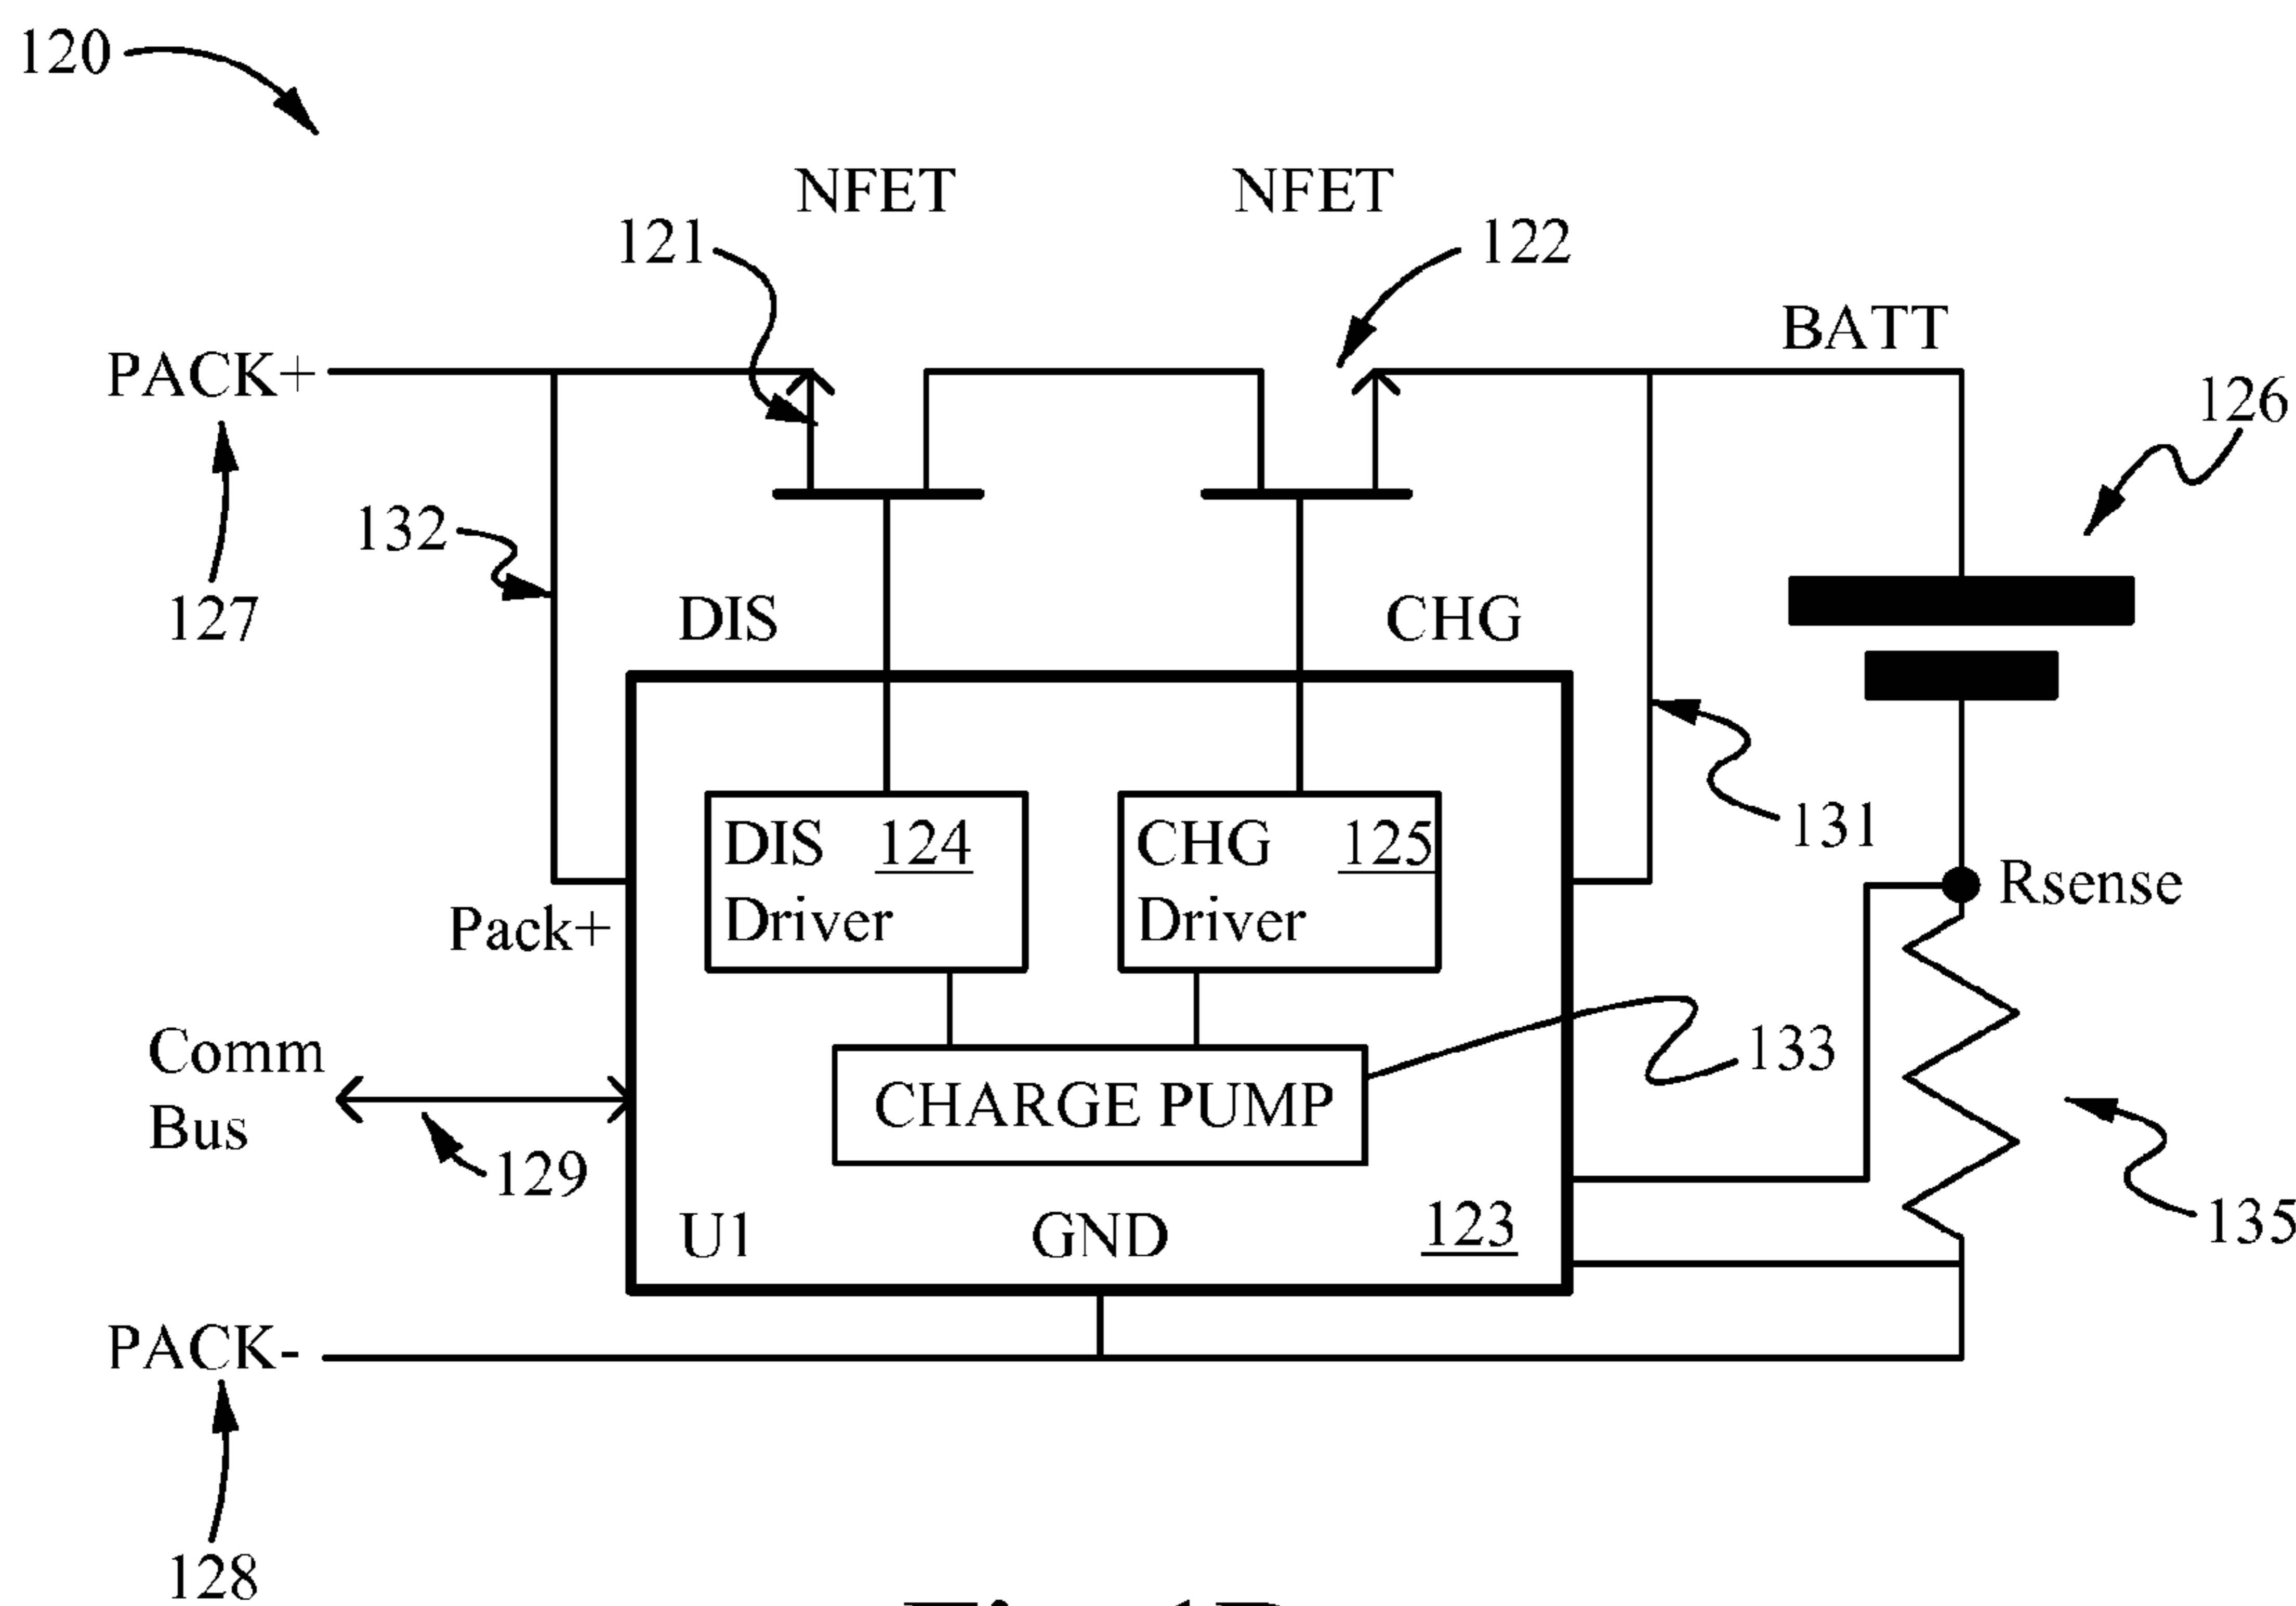 120
NFET
NFET
121
122
BATT
PACK+
126
132
127
DIS
CHG
DIS 124
Driver
CHG 125
Driver
131
Rsense
Pack+
Comm
Bus
133
CHARGE PUMP
129
U1
GND
123
135
PACK-
128